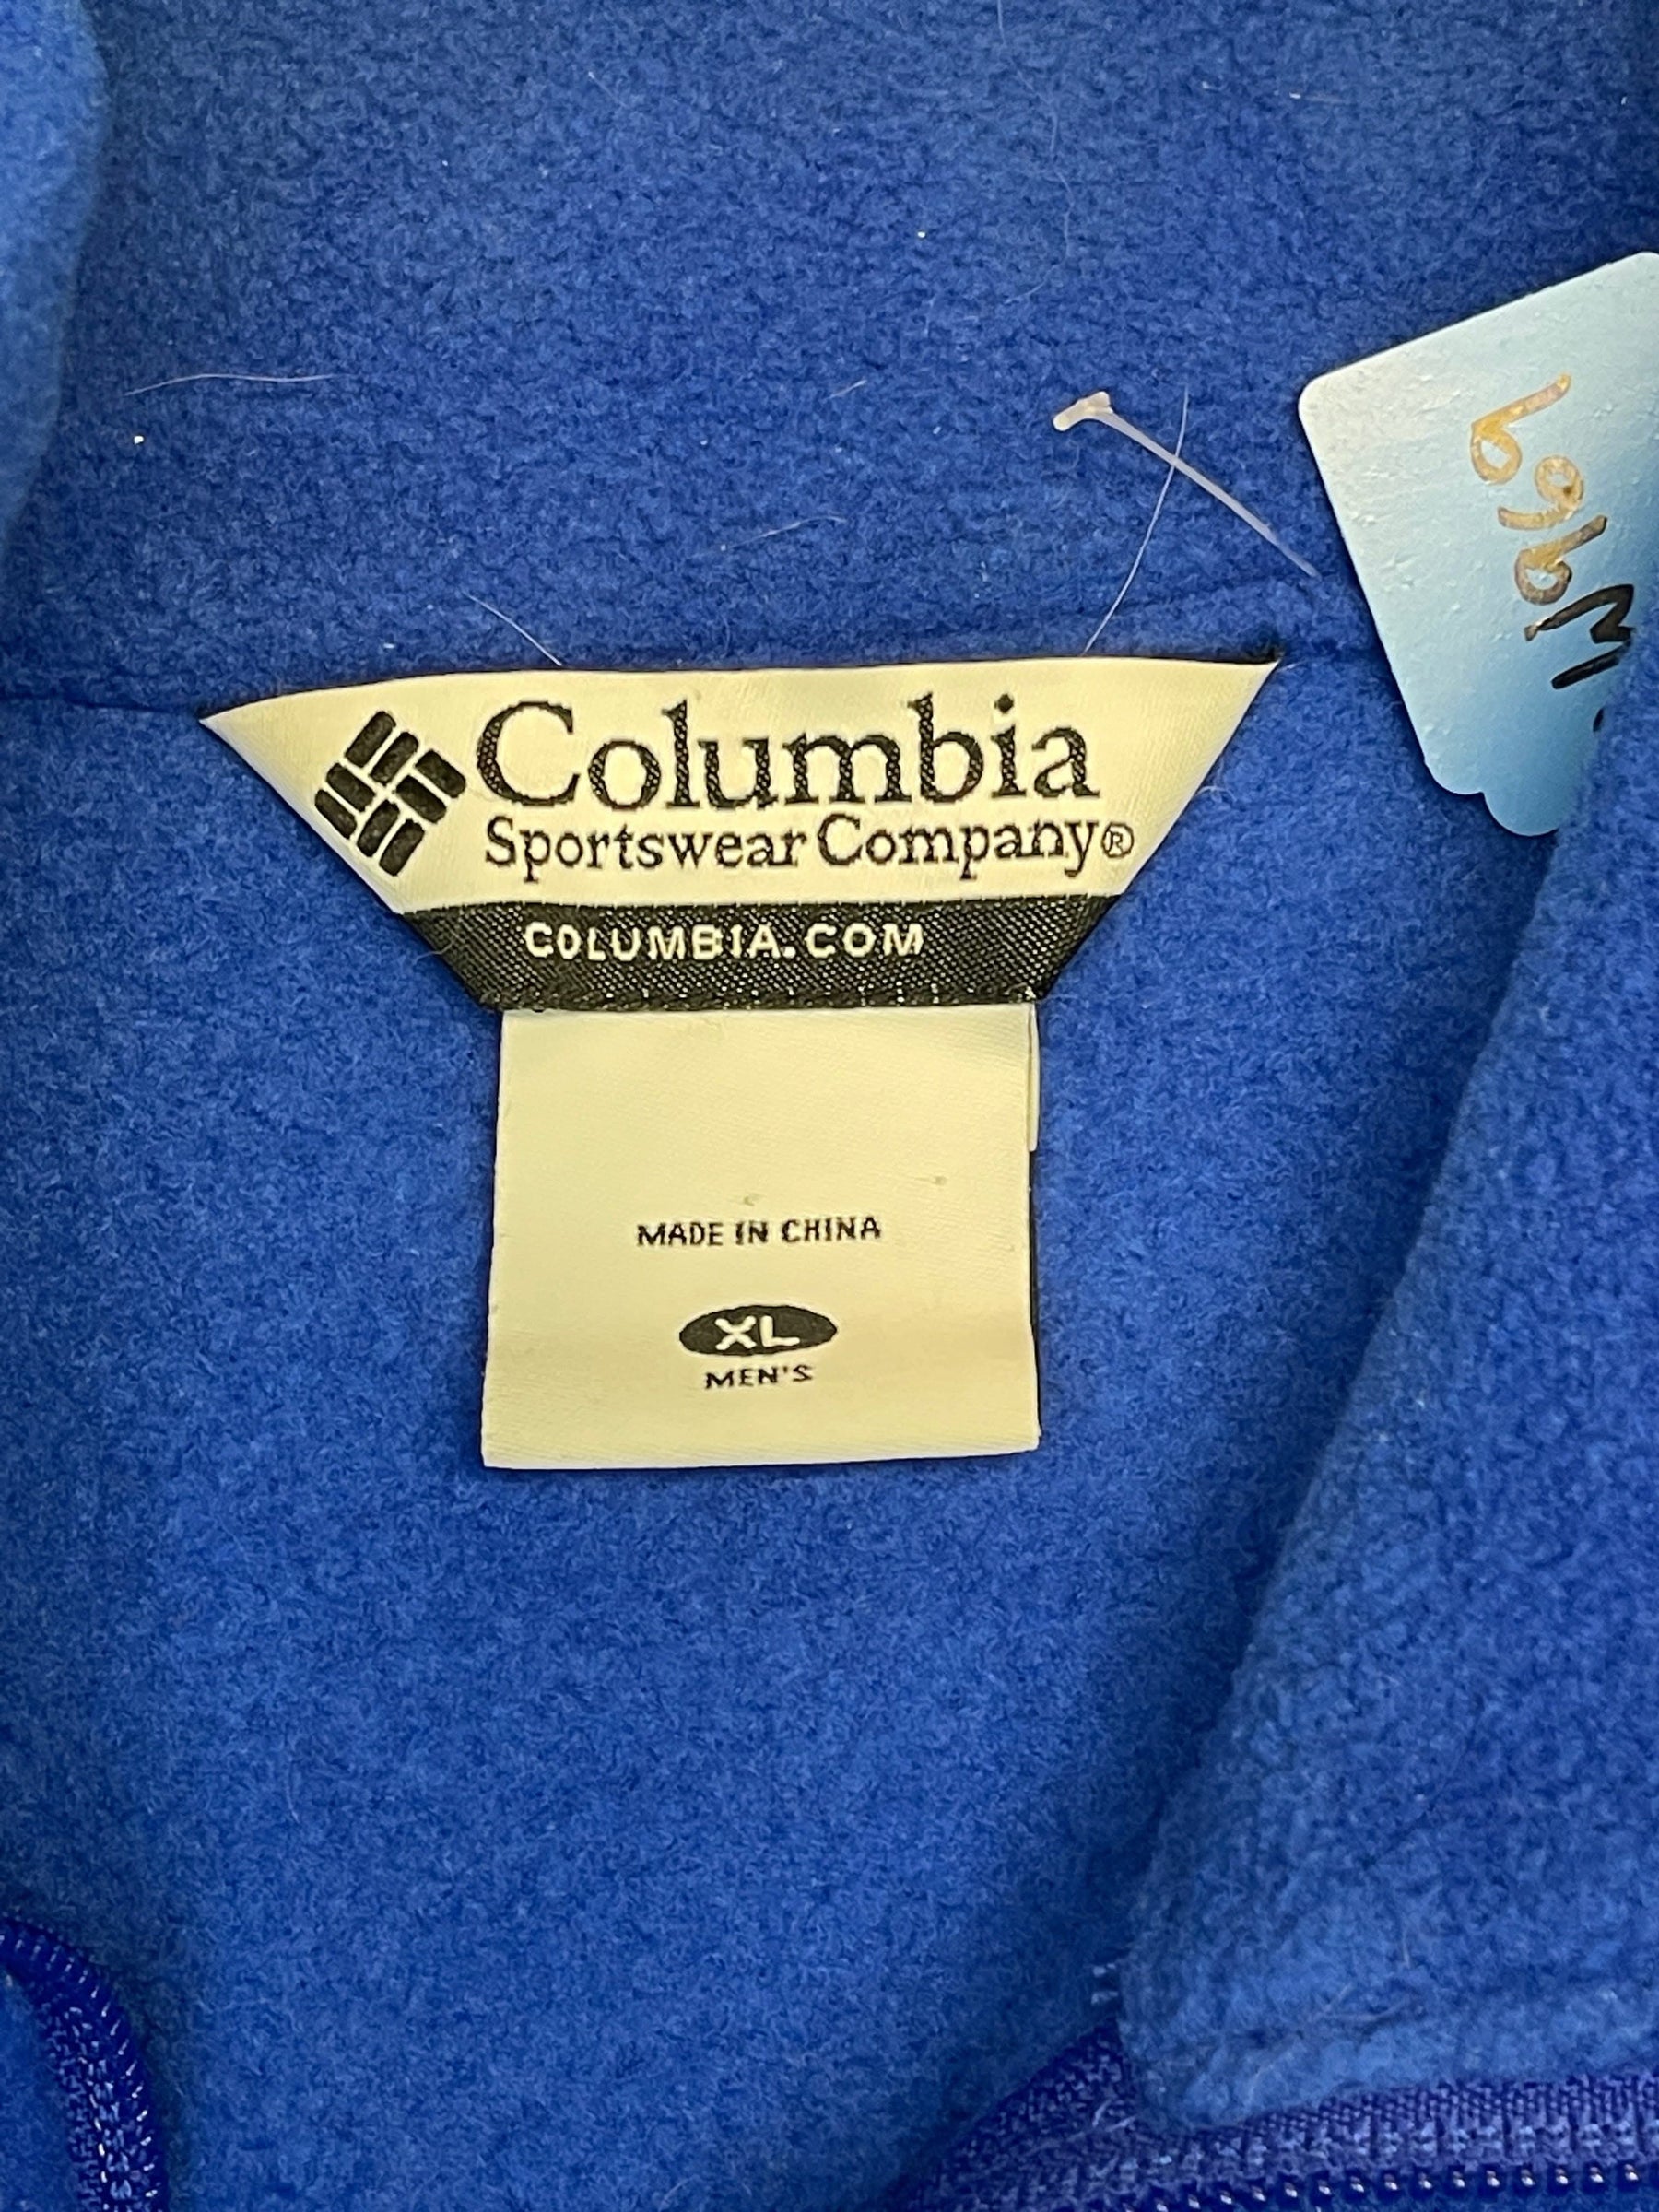 Columbia
Sportswear Company®
COLUMBIA.COM
MADE IN CHINA
XL
MEN'S